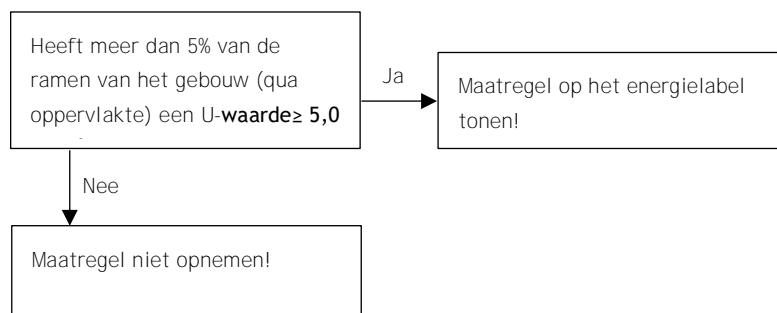 Heeft meer dan 5% van de
ramen van het gebouw (qua
oppervlakte) een U-waarde≥ 5,0
Ja
Maatregel op het energielabel
tonen!
Nee
Maatregel niet opnemen!